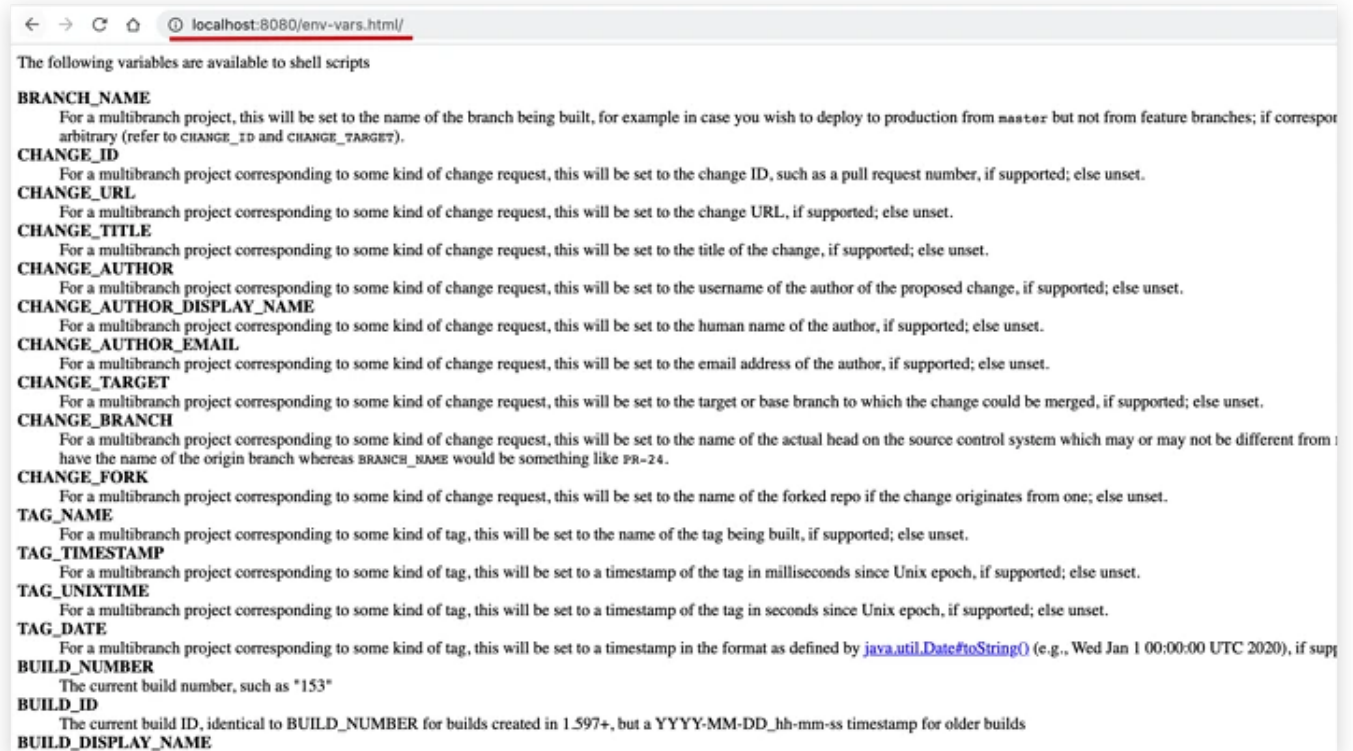 localhost:8080/env-vars.html/
The following variables are available to shell scripts
BRANCH_NAME
For a multibranch project, this will be set to the name of the branch being built, for example in case you wish to deploy to production from master but not from feature branches; if
arbitrary (refer to CHANGE_ID and CHANGE_TARGET).
CHANGE_ID
For a multibranch project corresponding to some kind of change request, this will be set to the change ID, such as a pull request number, if supported; else unset.
CHANGE_URL
For a multibranch project corresponding to some kind of change request, this will be set to the change URL, if supported; else unset.
CHANGE_TITLE
For a multibranch project corresponding to some kind of change request, this will be set to the title of the change, if supported; else unset.
CHANGE_AUTHOR
For a multibranch project corresponding to some kind of change request, this will be set to the username of the author of the proposed change, if supported; else unset.
CHANGE_AUTHOR_DISPLAY_NAME
For a multibranch project corresponding to some kind of change request, this will be set to the human name of the author, if supported; else unset.
CHANGE_AUTHOR_EMAIL
For a multibranch project corresponding to some kind of change request, this will be set to the email address of the author, if supported; else unset.
CHANGE_TARGET
For a multibranch project corresponding to some kind of change request, this will be set to the target or base branch to which the change could be merged, if supported; else unset.
CHANGE_BRANCH
For a multibranch project corresponding to some kind of change request, this will be set to the name of the actual head on the source control system which may or may not be different from
have the name of the origin branch whereas BRANCH_NAME would be something like PR-24.
CHANGE_FORK
For a multibranch project corresponding to some kind of change request, this will be set to the name of the forked repo if the change originates from one; else unset.
TAG_NAME
For a multibranch project corresponding to some kind of tag, this will be set to the name of the tag being built, if supported; else unset.
TAG_TIMESTAMP
For a multibranch project corresponding to some kind of tag, this will be set to a timestamp of the tag in milliseconds since Unix epoch, if supported; else unset.
TAG_UNIXTIME
For a multibranch project corresponding to some kind of tag, this will be set to a timestamp of the tag in seconds since Unix epoch, if supported; else unset.
TAG_DATE
For a multibranch project corresponding to some kind of tag, this will be set to a timestamp in the format as defined by java.util.Date#toString() (e.g., Wed Jan 1 00:00:00 UTC 2020), if
BUILD_NUMBER
The current build number, such as "153"
BUILD_ID
The current build ID, identical to BUILD_NUMBER for builds created in 1.597+, but a YYYY-MM-DD_hh-mm-ss timestamp for older builds
BUILD_DISPLAY_NAME